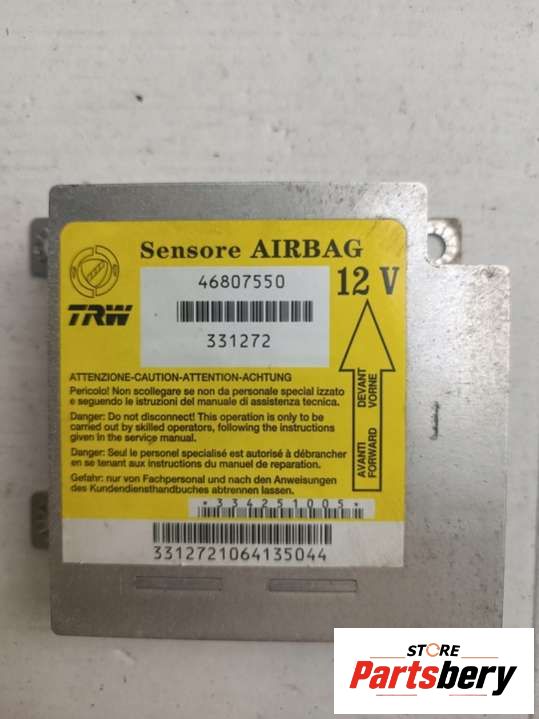 Sensore AIRBAG
46807550
12 V
TRW
331272
ATTENZIONE-CAUTION-ATTENTION-ACHTUNG
Pericolo! Non scollegare se non da personale special izzato
e seguendo le istruzioni del manuale di assistenza tecnica.
Danger: Do not disconnect! This operation is only to be
carried out by skilled operators, following the instructions
given in the service manual.
Danger: Seul le personel specialisé est autorisé à débrancher
en se tenant aux instructions du manuel de reparation.
Gefahr: nur von Fachpersonal und nach den Anweisungen
des Kundendiensthandbuches abtrennen lassen.
AVANTI DEVANT
FORWARD VORNE
*334251005*
3312721064135044
STORE
Partsbery